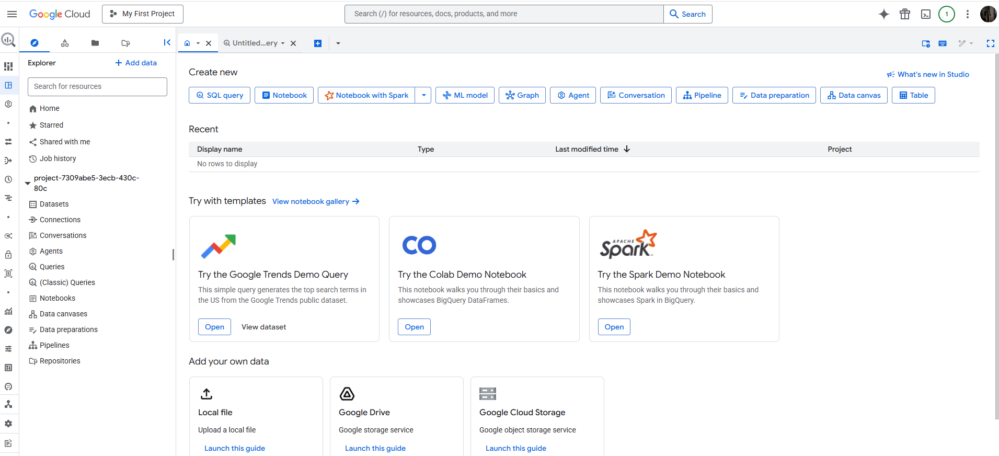 Google Cloud
My First Project
Search (/) for resources, docs, products, and more
Search
1
Untitled...ery
Explorer
Add data
Search for resources
Home
Starred
Shared with me
Job history
project-7309abe5-3ecb-430c-
80c
Datasets
Connections
Conversations
Agents
Queries
(Classic) Queries
Notebooks
Data canvases
Data preparations
Pipelines
Repositories
Create new
What's new in Studio
SQL query
Notebook
Notebook with Spark
ML model
Graph
Agent
Conversation
Pipeline
Data preparation
Data canvas
Table
Recent
Display name Type Last modified time Project
No rows to display
Try with templates View notebook gallery
Try the Google Trends Demo Query
This simple query generates the top search terms in
the US from the Google Trends public dataset.
Open View dataset
CO
Try the Colab Demo Notebook
This notebook walks you through their basics and
showcases BigQuery DataFrames.
Open
APACHE
Spark
Try the Spark Demo Notebook
This notebook walks you through their basics and
showcases Spark in BigQuery.
Open
Add your own data
Local file
Upload a local file
Launch this guide
Google Drive
Google storage service
Launch this guide
Google Cloud Storage
Google object storage service
Launch this guide